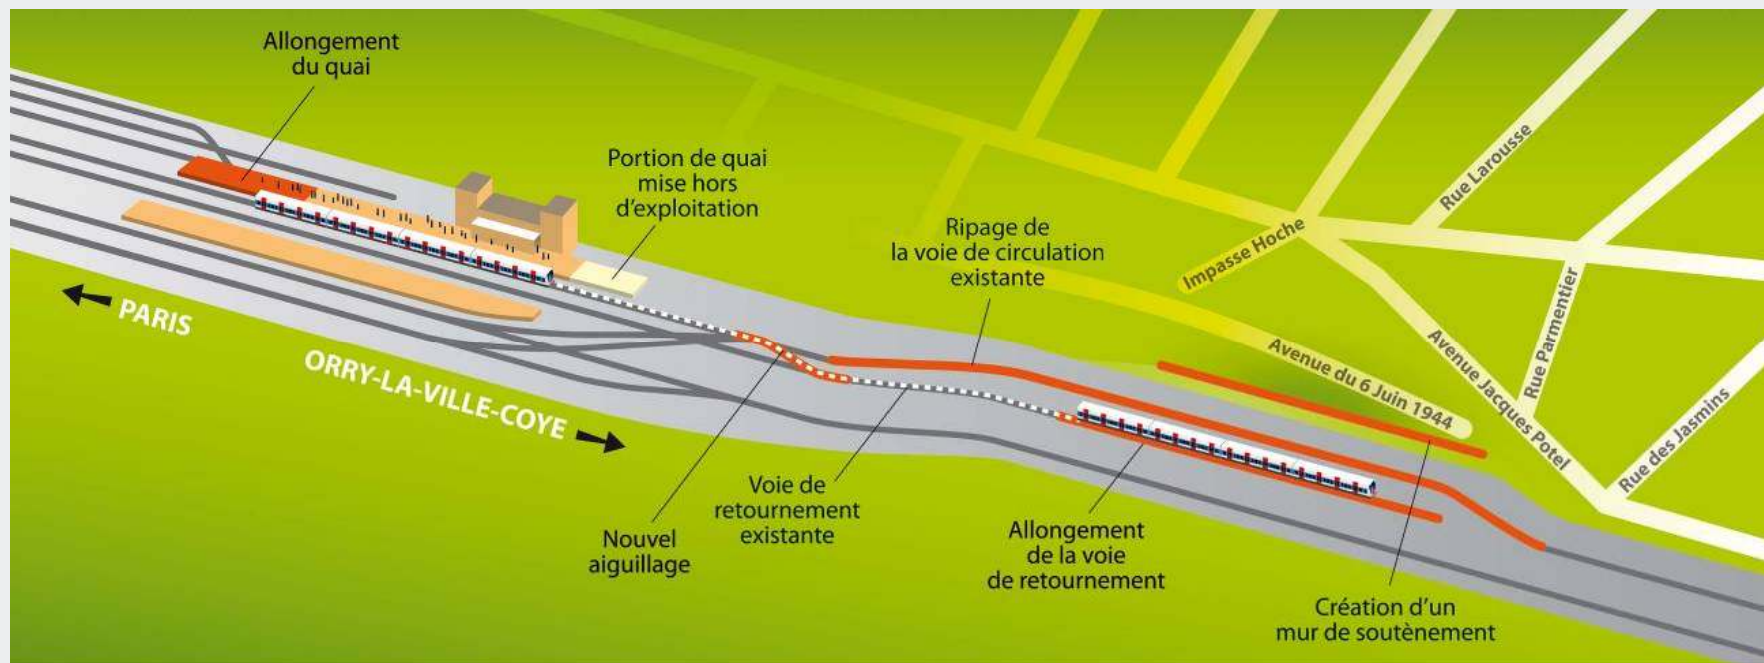 Allongement
du quai
Portion de quai
mise hors
d'exploitation
Ripage de
la voie de circulation
existante
Impasse Hoche
Rue Larousse
Rue Parmentier
Avenue du 6 Juin 1944
Avenue Jacques Potel
Rue des Jasmins
PARIS
ORRY-LA-VILLE-COYE
Nouvel
aiguillage
Voie de
retournement
existante
Allongement
de la voie
de retournement
Création d'un
mur de soutènement